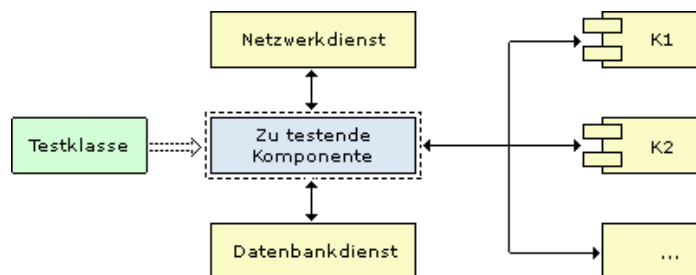 Netzwerkdienst
K1
Testklasse
Zu testende
Komponente
K2
Datenbankdienst
...